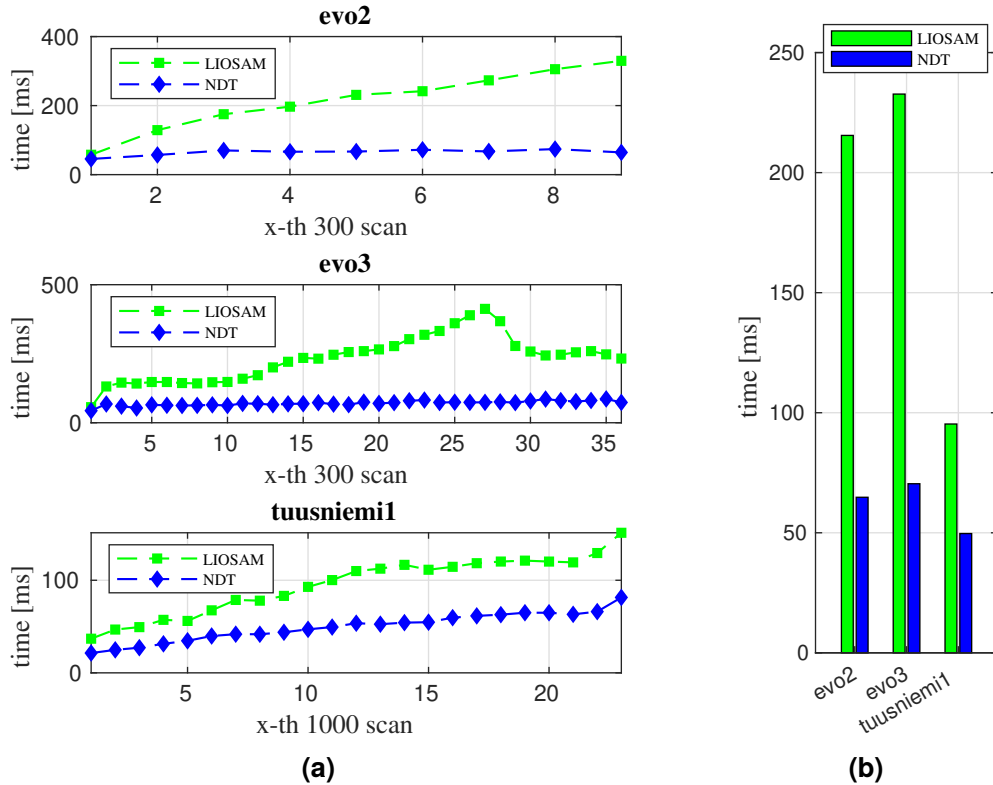 evo2
400
200
0
time [ms]
LIOSAM
NDT
2 4 6 8
x-th 300 scan
evo3
500
0
time [ms]
LIOSAM
NDT
5 10 15 20 25 30 35
x-th 300 scan
tuusniemi1
100
0
time [ms]
LIOSAM
NDT
5 10 15 20
x-th 1000 scan
(a)
LIOSAM
NDT
250
200
150
100
50
0
time [ms]
evo2
evo3
tuusniemi1
(b)